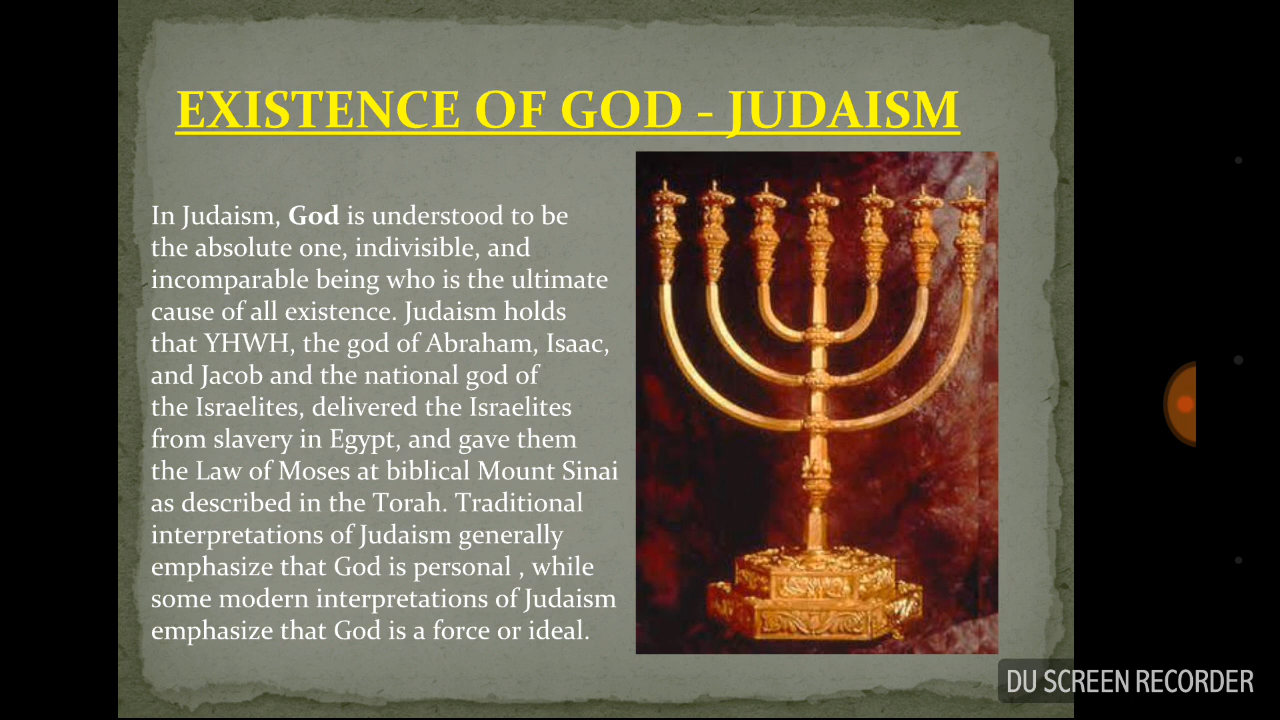 EXISTENCE OF GOD - JUDAISM
In Judaism, God is understood to be
the absolute one, indivisible, and
incomparable being who is the ultimate
cause of all existence. Judaism holds
that YHWH, the god of Abraham, Isaac,
and Jacob and the national god of
the Israelites, delivered the Israelites
from slavery in Egypt, and gave them
the Law of Moses at biblical Mount Sinai
as described in the Torah. Traditional
interpretations of Judaism generally
emphasize that God is personal , while
some modern interpretations of Judaism
emphasize that God is a force or ideal.
DU SCREEN RECORDER